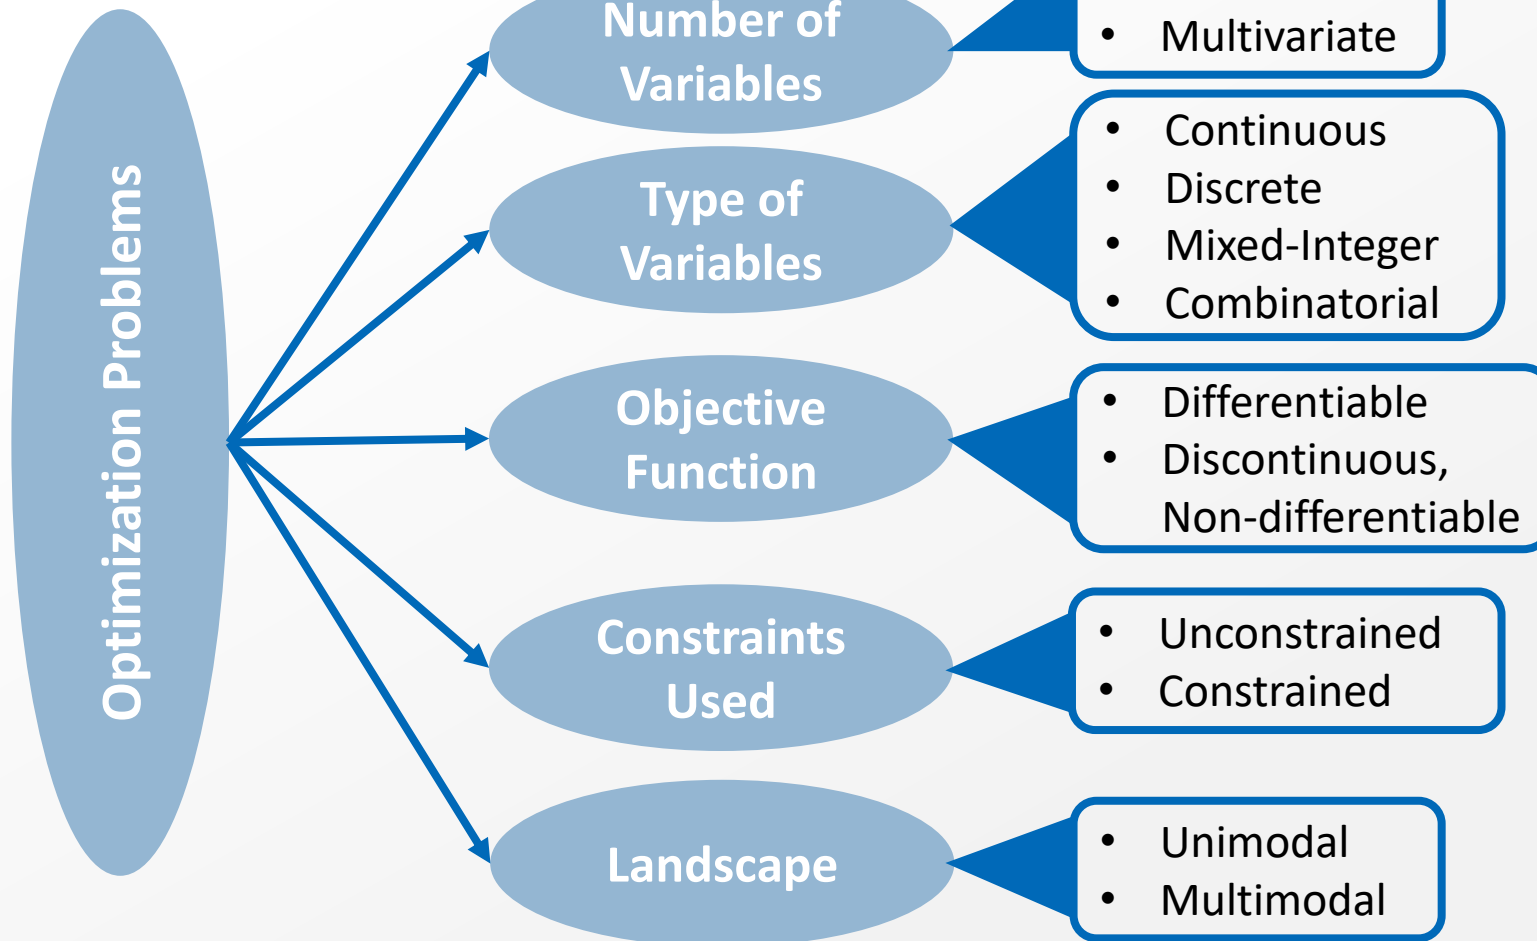 Optimization Problems
Number of
Variables
• Multivariate
Type of
Variables
• Continuous
• Discrete
• Mixed-Integer
• Combinatorial
Objective
Function
• Differentiable
• Discontinuous,
Non-differentiable
Constraints
Used
• Unconstrained
• Constrained
Landscape
• Unimodal
• Multimodal